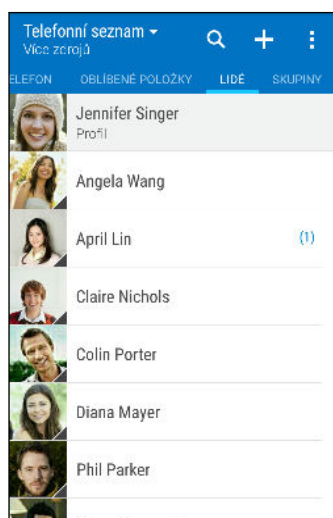 Telefonní seznam
Více zdrojů
ELEFON OBLÍBENÉ POLOŽKY LIDÉ SKUPINY
Jennifer Singer
Profil
Angela Wang
April Lin (1)
Claire Nichols
Colin Porter
Diana Mayer
Phil Parker